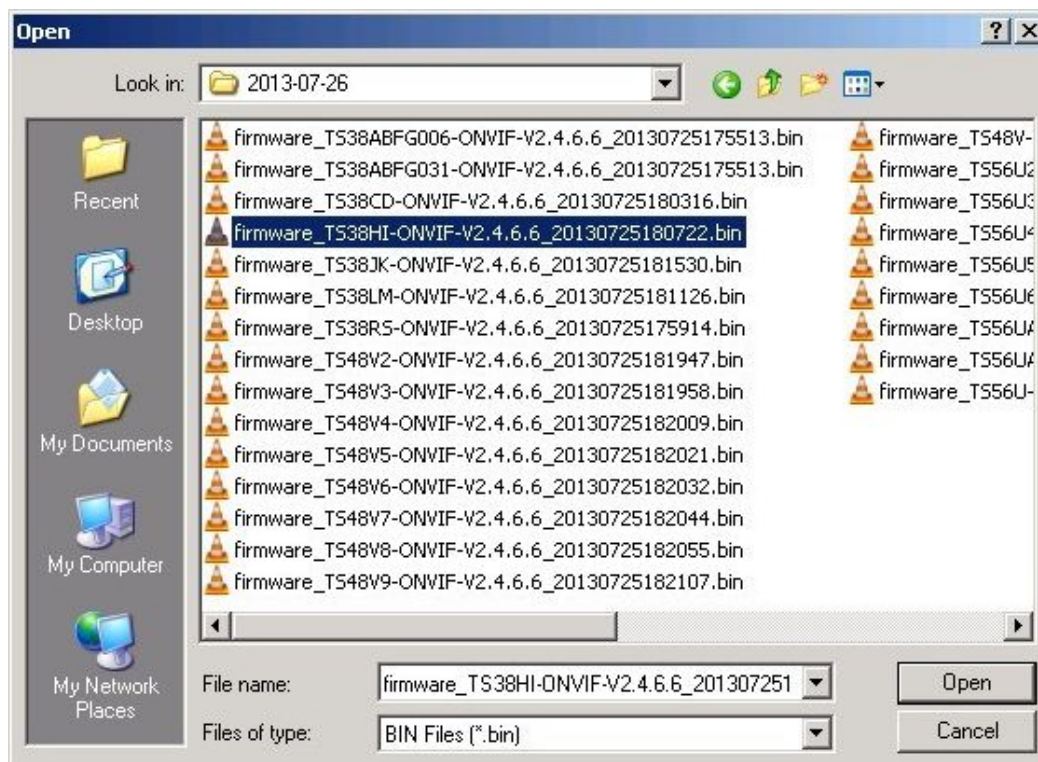 Open
Look in: 2013-07-26
Recent
Desktop
My Documents
My Computer
My Network
Places
firmware_TS38ABFG006-ONVIF-V2.4.6.6_20130725175513.bin
firmware_TS38ABFG031-ONVIF-V2.4.6.6_20130725175513.bin
firmware_TS38CD-ONVIF-V2.4.6.6_20130725180316.bin
firmware_TS38HI-ONVIF-V2.4.6.6_20130725180722.bin
firmware_TS38JK-ONVIF-V2.4.6.6_20130725181530.bin
firmware_TS38LM-ONVIF-V2.4.6.6_20130725181126.bin
firmware_TS38RS-ONVIF-V2.4.6.6_20130725175914.bin
firmware_TS48V2-ONVIF-V2.4.6.6_20130725181947.bin
firmware_TS48V3-ONVIF-V2.4.6.6_20130725181958.bin
firmware_TS48V4-ONVIF-V2.4.6.6_20130725182009.bin
firmware_TS48V5-ONVIF-V2.4.6.6_20130725182021.bin
firmware_TS48V6-ONVIF-V2.4.6.6_20130725182032.bin
firmware_TS48V7-ONVIF-V2.4.6.6_20130725182044.bin
firmware_TS48V8-ONVIF-V2.4.6.6_20130725182055.bin
firmware_TS48V9-ONVIF-V2.4.6.6_20130725182107.bin
firmware_TS48V-
firmware_TS56U2
firmware_TS56U3
firmware_TS56U4
firmware_TS56U5
firmware_TS56U6
firmware_TS56UA
firmware_TS56UA
firmware_TS56U-
File name: firmware_TS38HI-ONVIF-V2.4.6.6_201307251
Open
Files of type: BIN Files (*.bin)
Cancel